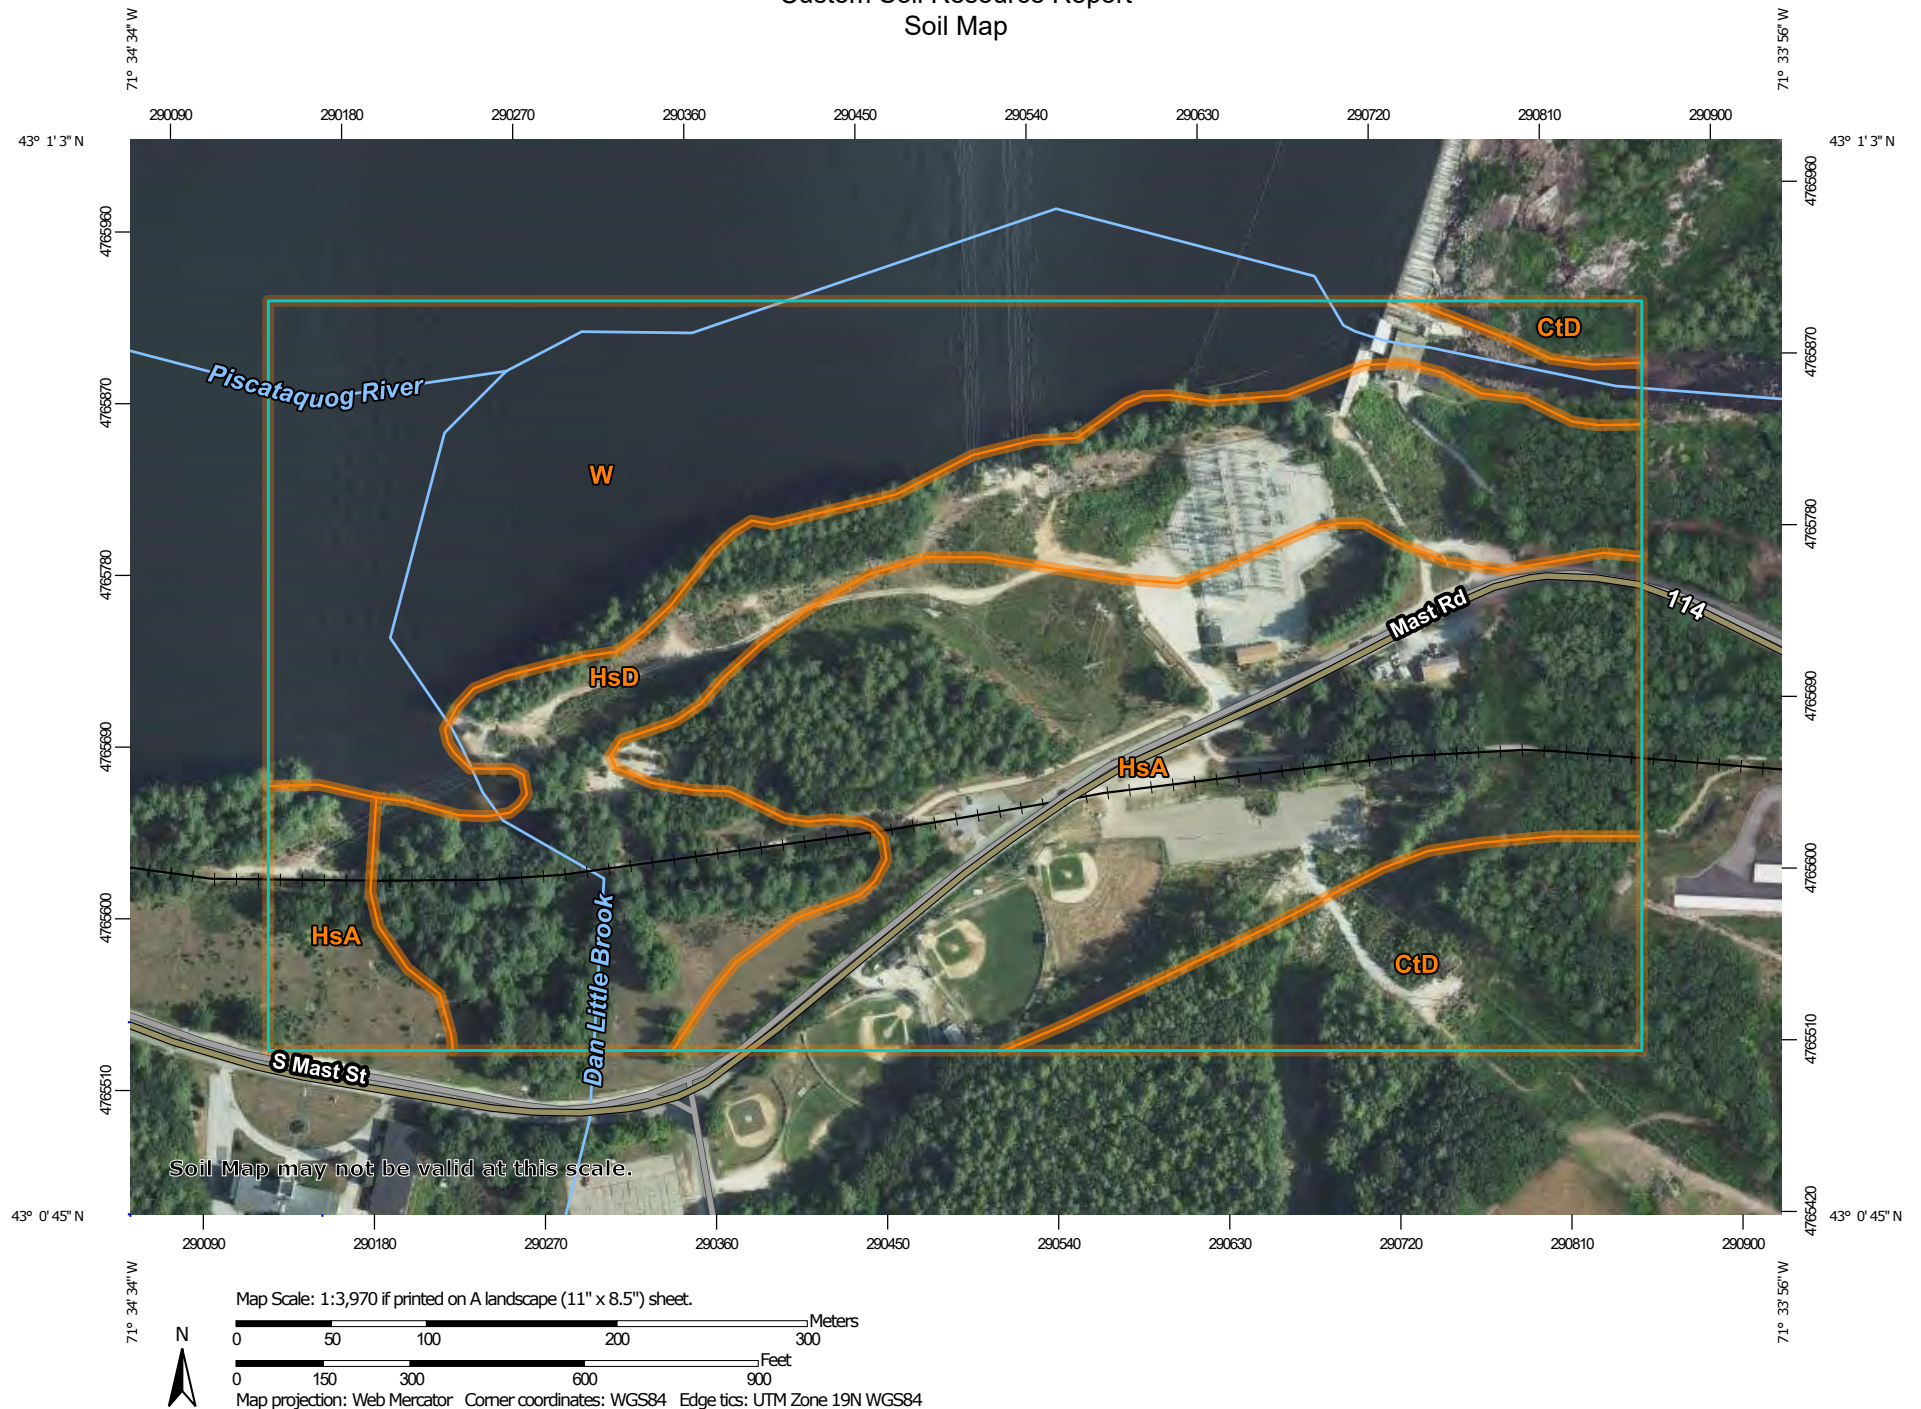 Custom Soil Resource Report
Soil Map
71° 34' 34" W
71° 33' 56" W
290090 290180 290270 290360 290450 290540 290630 290720 290810 290900
43° 1' 3" N
43° 1' 3" N
4765960
4765960
CtD
4765870
4765870
Piscataquog River
W
4765780
4765780
Mast Rd
114
HsD
4765690
4765690
HsA
4765600
4765600
HsA
CtD
Dan Little Brook
4765510
4765510
S Mast St
Soil Map may not be valid at this scale.
4765420
43° 0' 45" N
43° 0' 45" N
290090 290180 290270 290360 290450 290540 290630 290720 290810 290900
71° 34' 34" W
71° 33' 56" W
Map Scale: 1:3,970 if printed on A landscape (11" x 8.5") sheet.
Meters
0 50 100 200 300
N
Feet
0 150 300 600 900
Map projection: Web Mercator Corner coordinates: WGS84 Edge tics: UTM Zone 19N WGS84